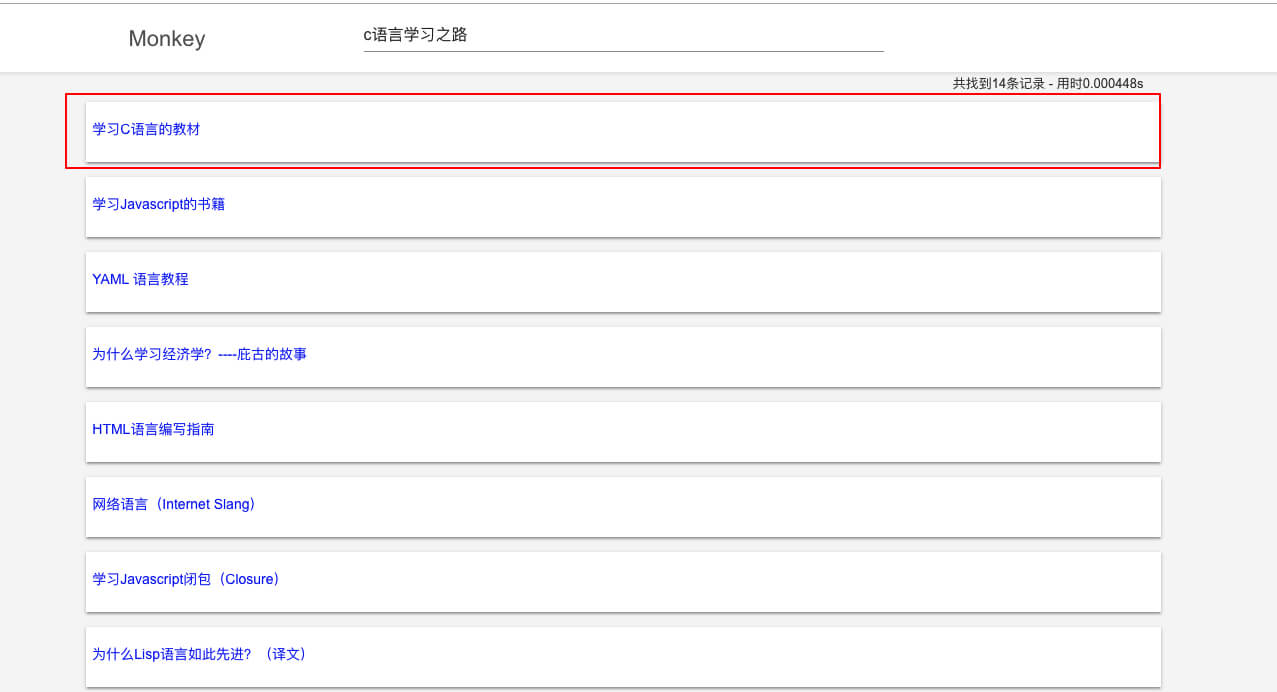 Monkey
c语言学习之路
共找到14条记录 - 用时0.000448s
学习C语言的教材
学习Javascript的书籍
YAML 语言教程
为什么学习经济学？----庇古的故事
HTML语言编写指南
网络语言（Internet Slang）
学习Javascript闭包（Closure）
为什么Lisp语言如此先进？（译文）